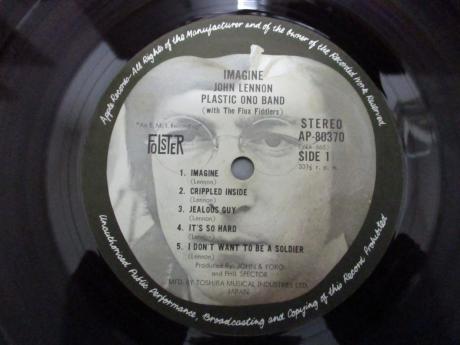 Apple Records-All Rights of the Manufacturer and of the Owner of the Recorded Work Reserved
IMAGINE
JOHN LENNON
PLASTIC ONO BAND
(with The Flux Fiddlers)
STEREO
AP-80370
SIDE 1
33⅓ r. p. m.
1. IMAGINE
(Lennon)
2. CRIPPLED INSIDE
(Lennon)
3. JEALOUS GUY
(Lennon)
4. IT'S SO HARD
(Lennon)
5. I DON'T WANT TO BE A SOLDIER
(Lennon)
Produced By: JOHN & YOKO
and PHIL SPECTOR
MFD. BY TOSHIBA MUSICAL INDUSTRIES LTD.
JAPAN
Unauthorized Public Performance, Broadcasting and Copying of this Record Prohibited